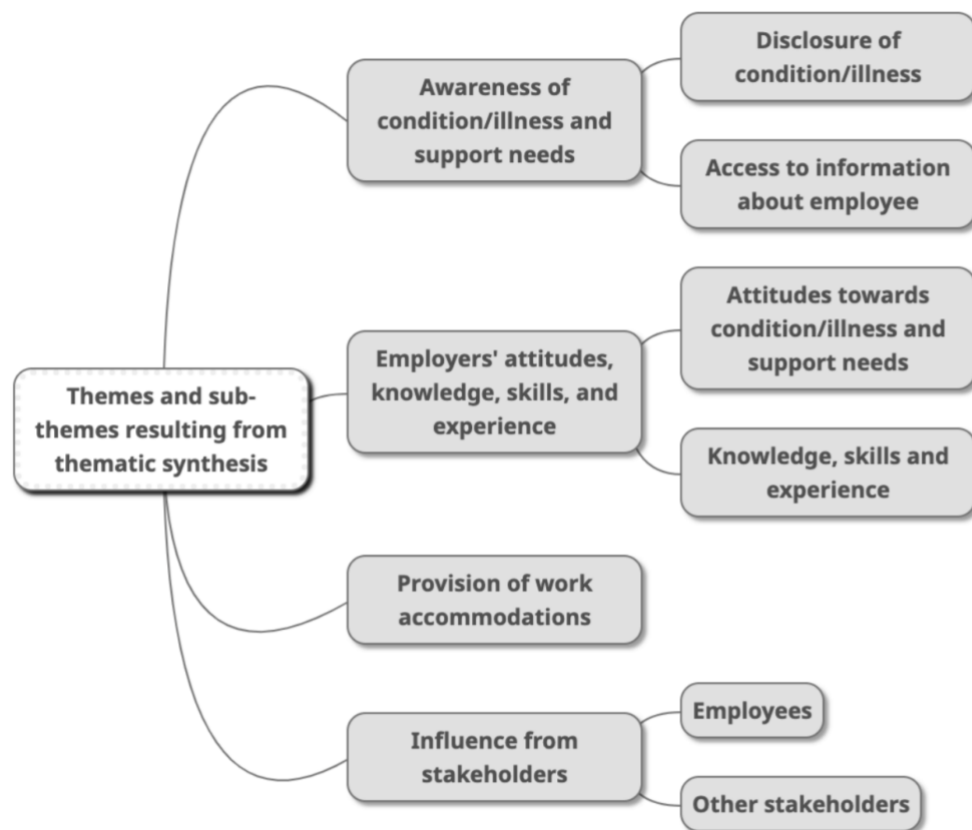 Themes and sub-
themes resulting from
thematic synthesis
Awareness of
condition/illness and
support needs
Disclosure of
condition/illness
Access to information
about employee
Employers' attitudes,
knowledge, skills, and
experience
Attitudes towards
condition/illness and
support needs
Knowledge, skills and
experience
Provision of work
accommodations
Influence from
stakeholders
Employees
Other stakeholders